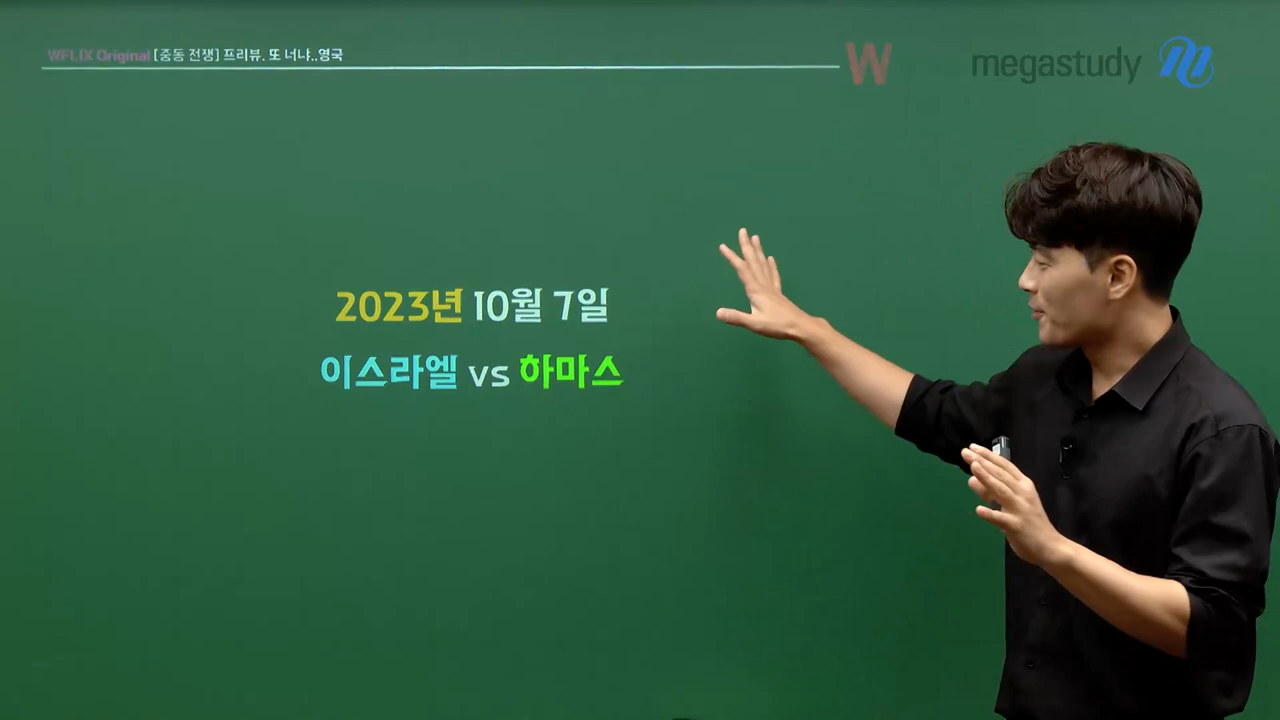 WFLIX Original [중동 전쟁] 프리뷰. 또 너냐..영국
W
megastudy
2023년 10월 7일
이스라엘 vs 하마스